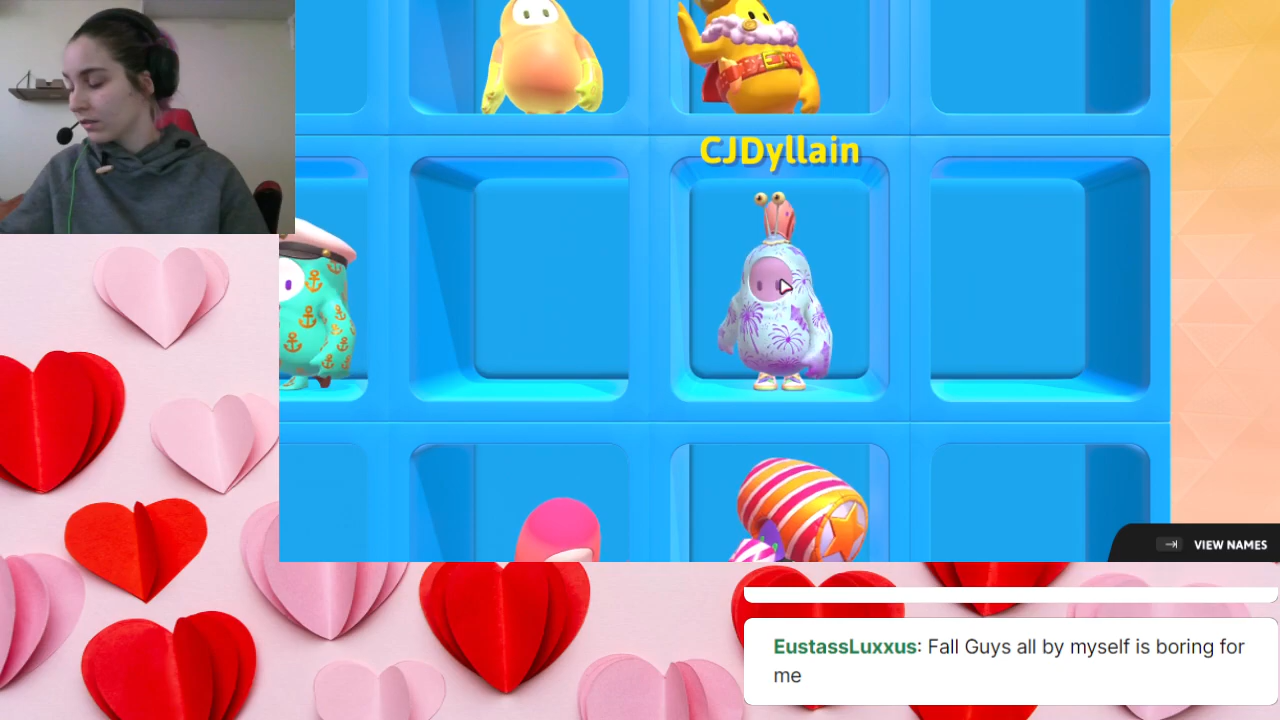 CJDyllain
VIEW NAMES
EustassLuxxus: Fall Guys all by myself is boring for
me